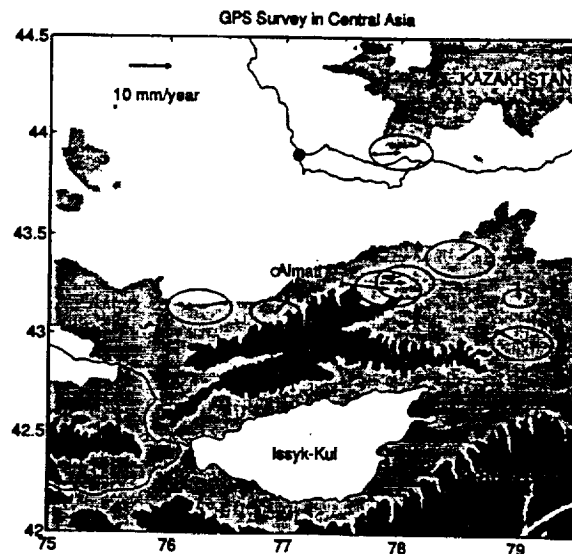 GPS Survey in Central Asia
44.5
KAZAKHSTAN
10 mm/year
44
43.5
Almati
43
42.5
Issyk-Kul
42
75
76
77
78
79